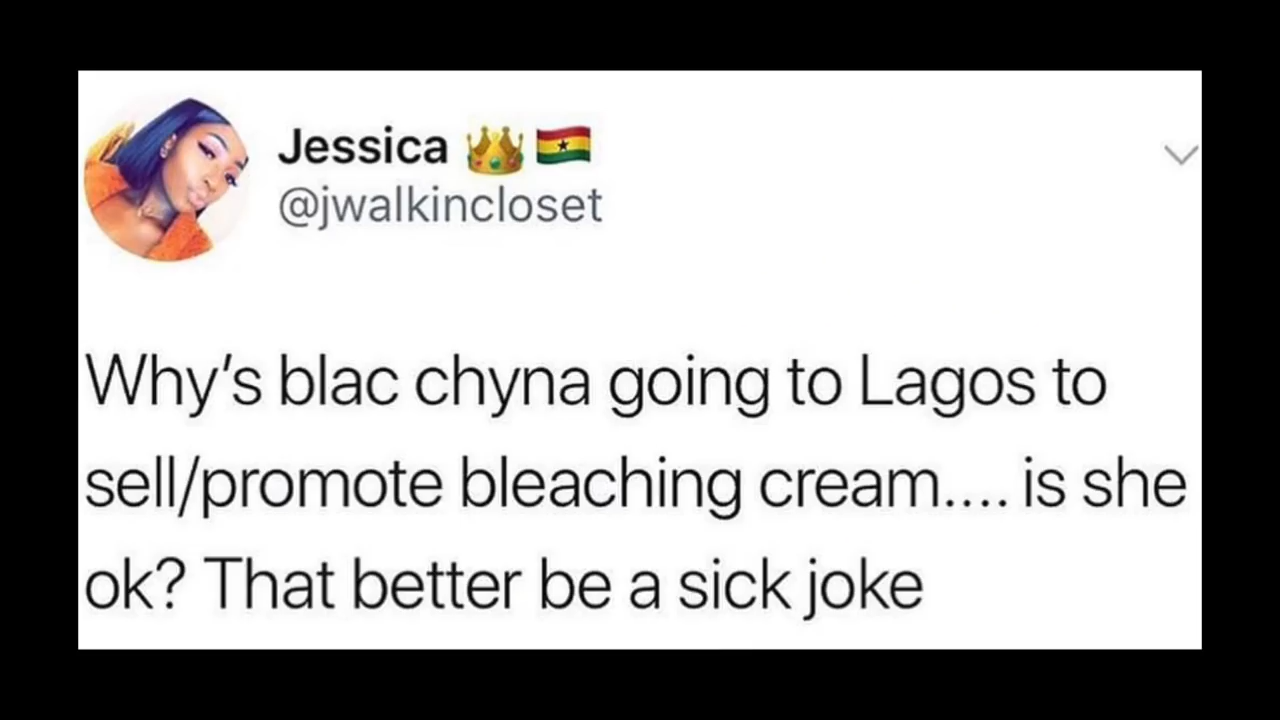 Jessica 👑🇬🇭
@jwalkincloset
Why's blac chyna going to Lagos to
sell/promote bleaching cream.... is she
ok? That better be a sick joke